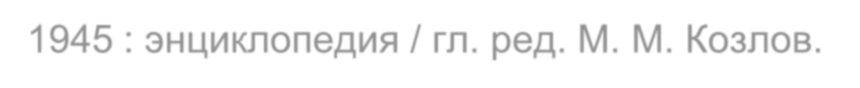 1945 : энциклопедия / гл. ред. М. М. Козлов.